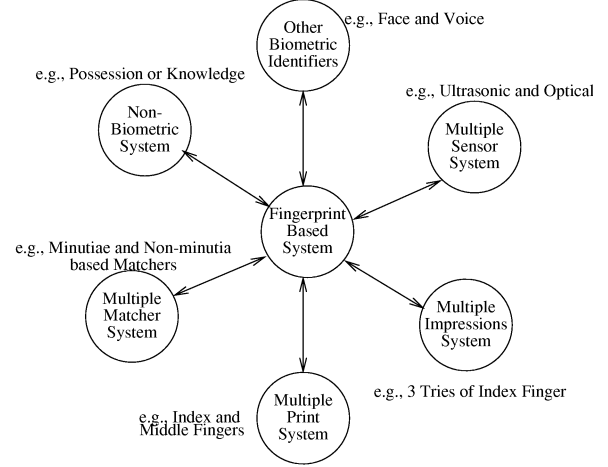 Other
Biometric
Identifiers
e.g., Face and Voice
e.g., Possession or Knowledge
Non-
Biometric
System
e.g., Ultrasonic and Optical
Multiple
Sensor
System
Fingerprint
Based
System
e.g., Minutiae and Non-minutia
based Matchers
Multiple
Matcher
System
Multiple
Impressions
System
e.g., 3 Tries of Index Finger
e.g., Index and
Middle Fingers
Multiple
Print
System